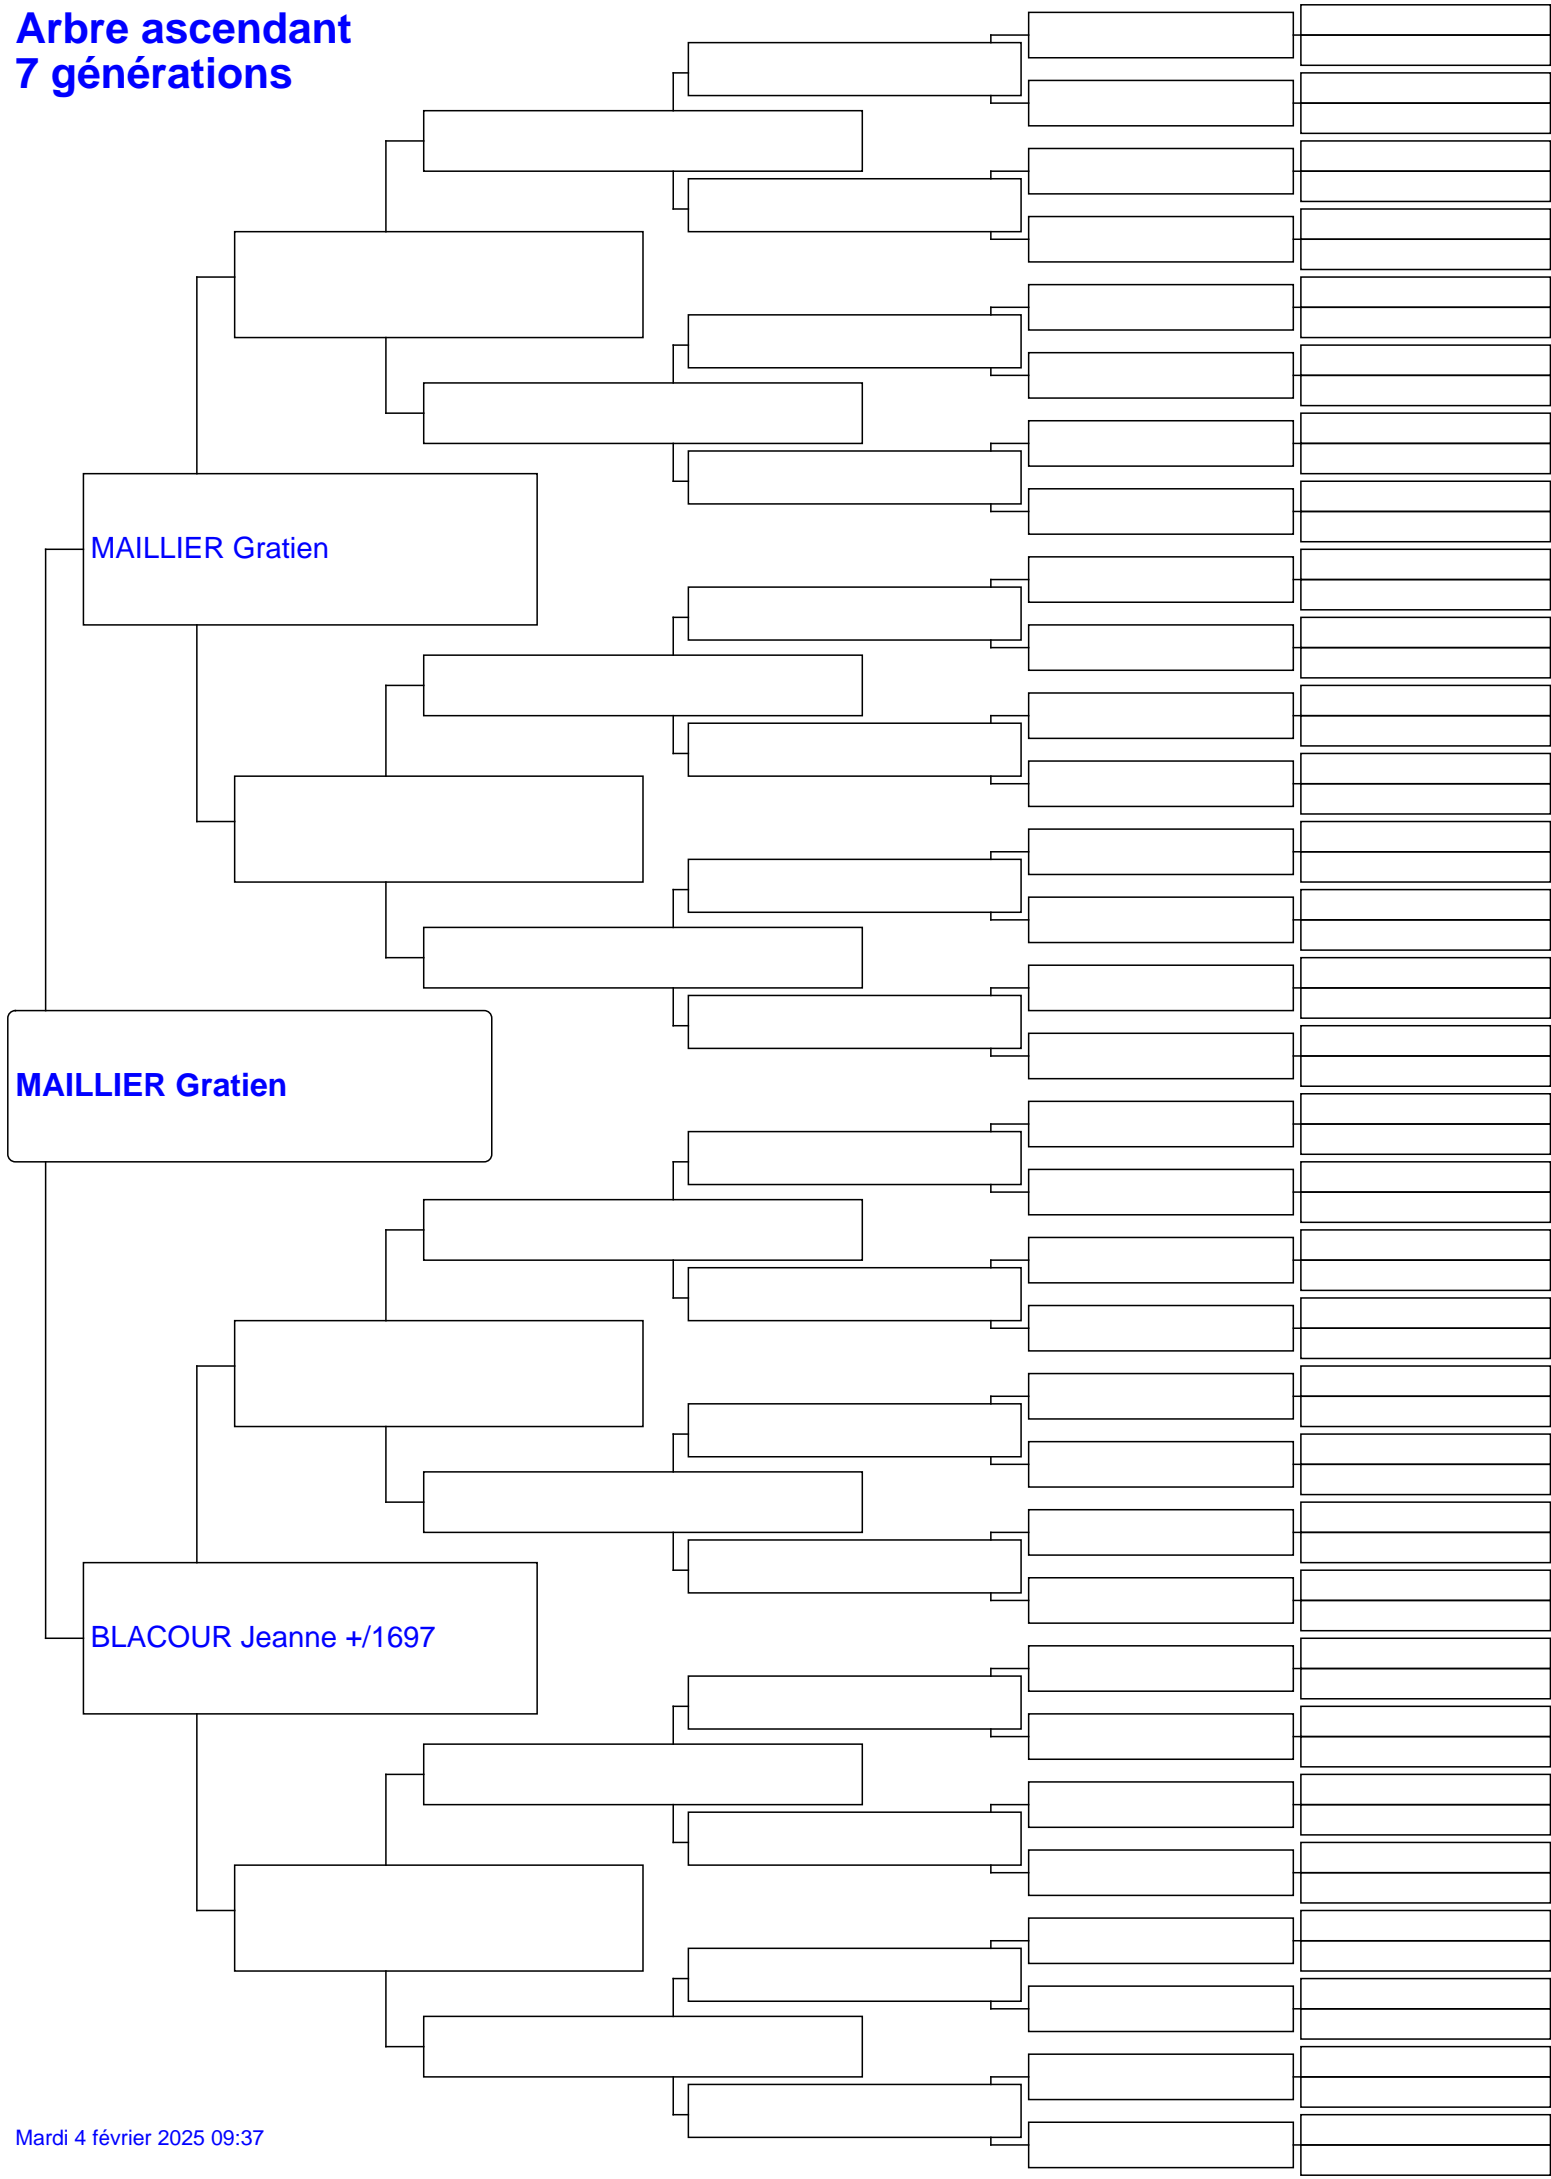 Arbre ascendant
7 générations
MAILLIER Gratien
MAILLIER Gratien
BLACOUR Jeanne +/1697
Mardi 4 février 2025 09:37